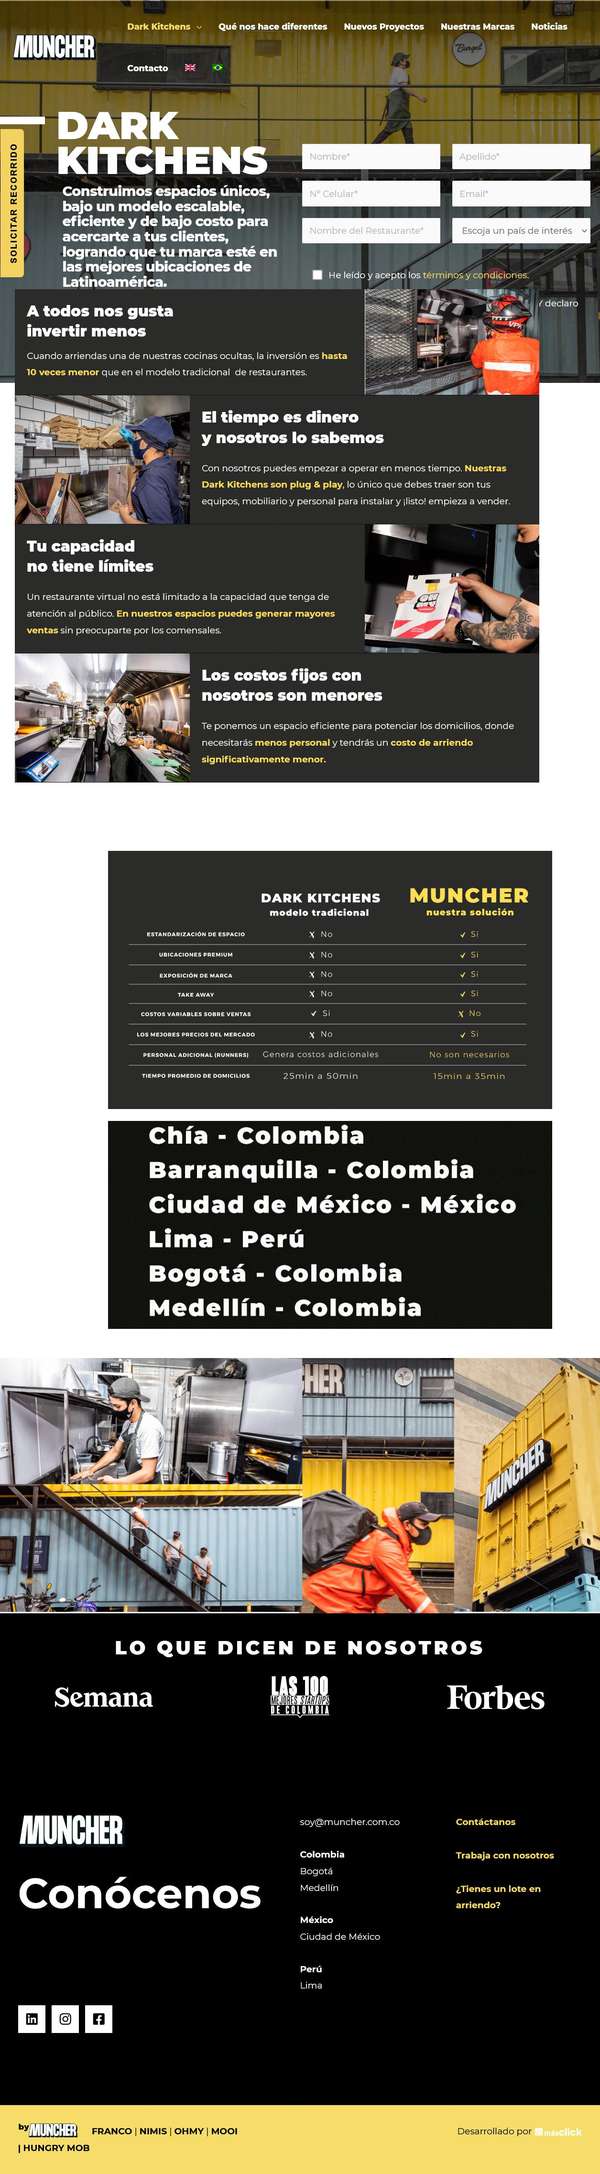 MUNCHER
Dark Kitchens
Qué nos hace diferentes
Nuevos Proyectos
Nuestras Marcas
Noticias
Contacto
Burgal
SOLICITAR RECORRIDO
DARK
KITCHENS
Construimos espacios únicos,
bajo un modelo escalable,
eficiente y de bajo costo para
acercarte a tus clientes,
logrando que tu marca esté en
las mejores ubicaciones de
Latinoamérica.
Nombre*
Apellido*
N° Celular*
Email*
Nombre del Restaurante*
Escoja un país de interés
He leído y acepto los términos y condiciones.
Y declaro
A todos nos gusta
invertir menos
Cuando arriendas una de nuestras cocinas ocultas, la inversión es hasta
10 veces menor que en el modelo tradicional de restaurantes.
El tiempo es dinero
y nosotros lo sabemos
Con nosotros puedes empezar a operar en menos tiempo. Nuestras
Dark Kitchens son plug & play, lo único que debes traer son tus
equipos, mobiliario y personal para instalar y ¡listo! empieza a vender.
Tu capacidad
no tiene límites
Un restaurante virtual no está limitado a la capacidad que tenga de
atención al público. En nuestros espacios puedes generar mayores
ventas sin preocuparte por los comensales.
Los costos fijos con
nosotros son menores
Te ponemos un espacio eficiente para potenciar los domicilios, donde
necesitarás menos personal y tendrás un costo de arriendo
significativamente menor.
DARK KITCHENS
modelo tradicional
MUNCHER
nuestra solución
ESTANDARIZACIÓN DE ESPACIO ✗ No ✓ Si
UBICACIONES PREMIUM ✗ No ✓ Si
EXPOSICIÓN DE MARCA ✗ No ✓ Si
TAKE AWAY ✗ No ✓ Si
COSTOS VARIABLES SOBRE VENTAS ✓ Si ✗ No
LOS MEJORES PRECIOS DEL MERCADO ✗ No ✓ Si
PERSONAL ADICIONAL (RUNNERS) Genera costos adicionales No son necesarios
TIEMPO PROMEDIO DE DOMICILIOS 25min a 50min 15min a 35min
Chía - Colombia
Barranquilla - Colombia
Ciudad de México - México
Lima - Perú
Bogotá - Colombia
Medellín - Colombia
HER
MUNCHER
LO QUE DICEN DE NOSOTROS
Semana
LAS 100
MEJORES STARTUPS
DE COLOMBIA
Forbes
MUNCHER
Conócenos
soy@muncher.com.co
Colombia
Bogotá
Medellín
México
Ciudad de México
Perú
Lima
Contáctanos
Trabaja con nosotros
¿Tienes un lote en
arriendo?
by MUNCHER FRANCO | NIMIS | OHMY | MOOI
| HUNGRY MOB
Desarrollado por másclick